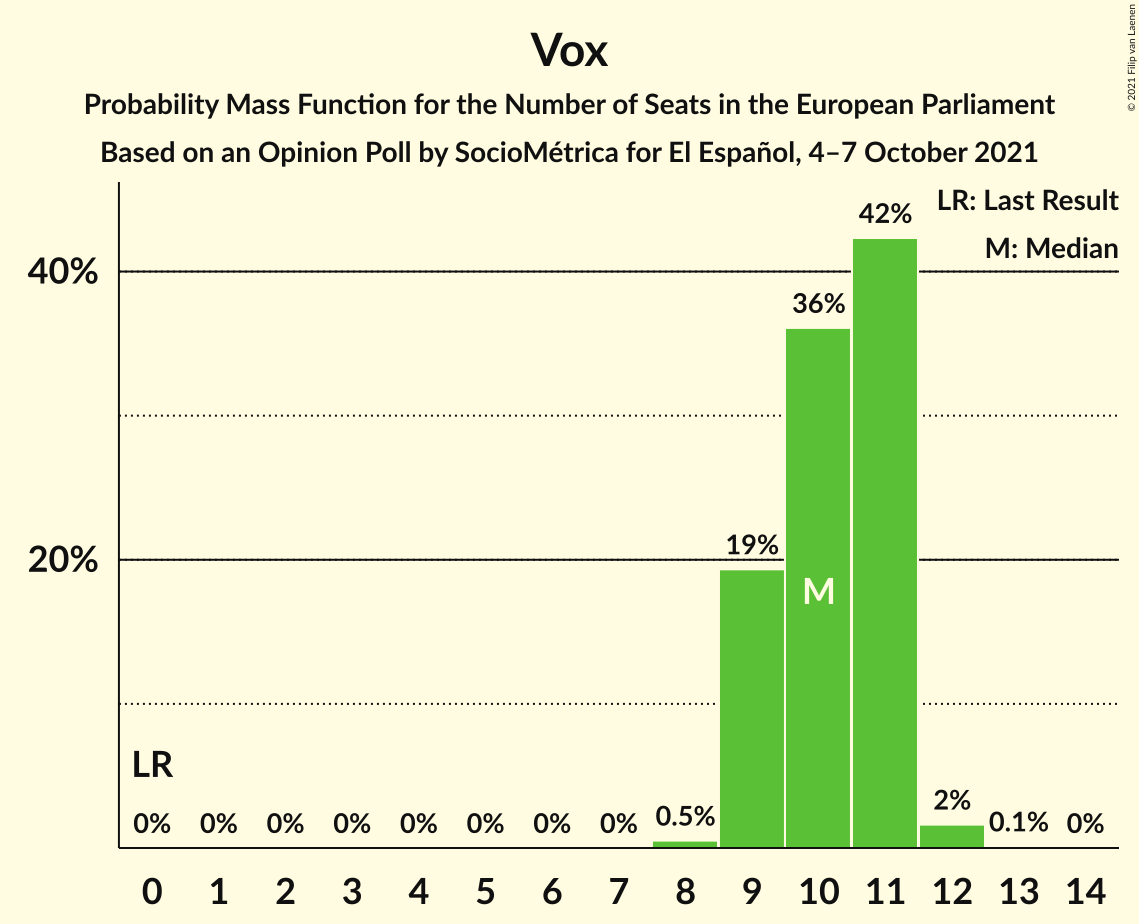 Vox
Probability Mass Function for the Number of Seats in the European Parliament
Based on an Opinion Poll by SocioMétrica for El Español, 4–7 October 2021
© 2021 Filip van Laenen
LR: Last Result
M: Median
40%
20%
LR
M
0% 0% 0% 0% 0% 0% 0% 0% 0.5% 19% 36% 42% 2% 0.1% 0%
0 1 2 3 4 5 6 7 8 9 10 11 12 13 14